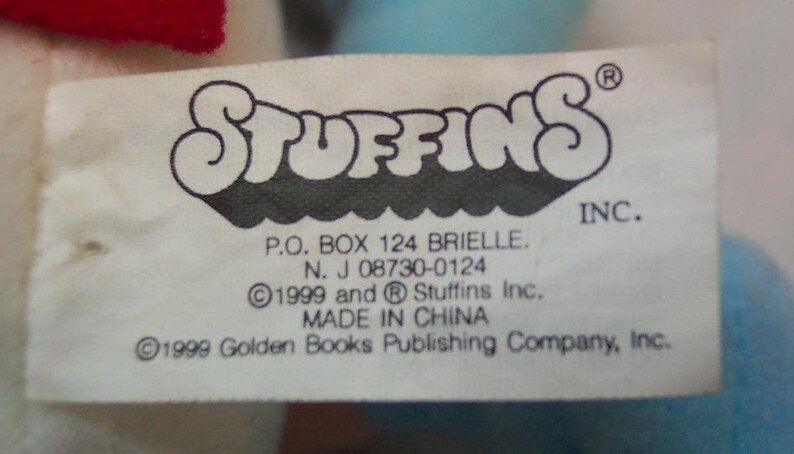 STUFFINS®
INC.
P.O. BOX 124 BRIELLE.
N. J 08730-0124
©1999 and ® Stuffins Inc.
MADE IN CHINA
©1999 Golden Books Publishing Company, Inc.